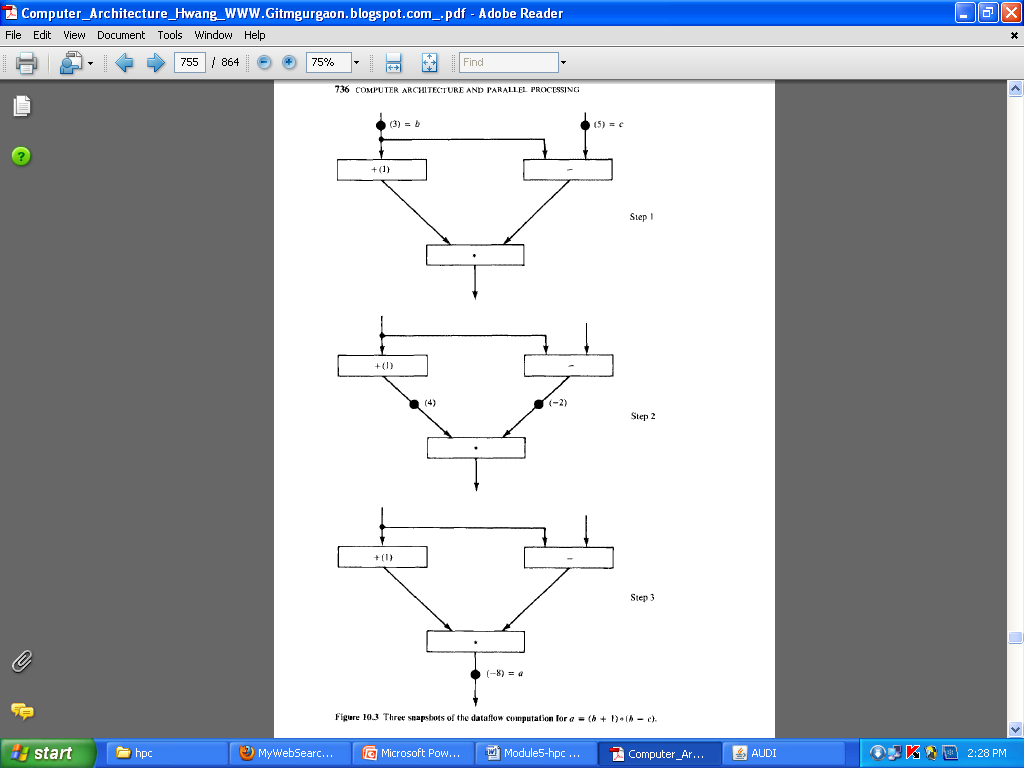 Computer_Architecture_Hwang_WWW.Gitmgurgaon.blogspot.com_.pdf - Adobe Reader
File Edit View Document Tools Window Help
755 / 864 75% Find
736 COMPUTER ARCHITECTURE AND PARALLEL PROCESSING
(3) = b (5) = c
+ (1) −
Step 1
*
+ (1) −
(4) (−2)
Step 2
*
+ (1) −
Step 3
*
(−8) = a
Figure 10.3 Three snapshots of the dataflow computation for a = (b + 1)*(b − c).
start hpc MyWebSearc... Microsoft Pow... Module5-hpc ... Computer_Ar... AUDI 2:28 PM